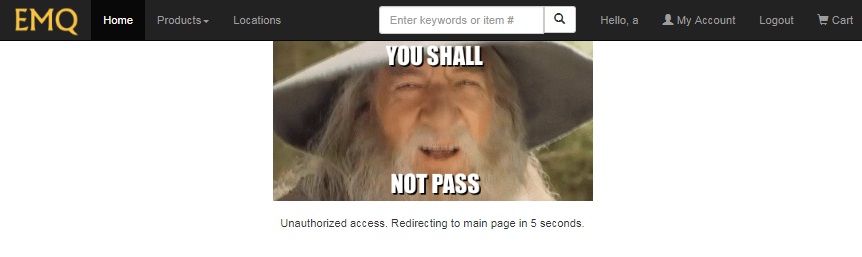 EMQ Home Products Locations Enter keywords or item # Hello, a My Account Logout Cart
YOU SHALL
NOT PASS
Unauthorized access. Redirecting to main page in 5 seconds.